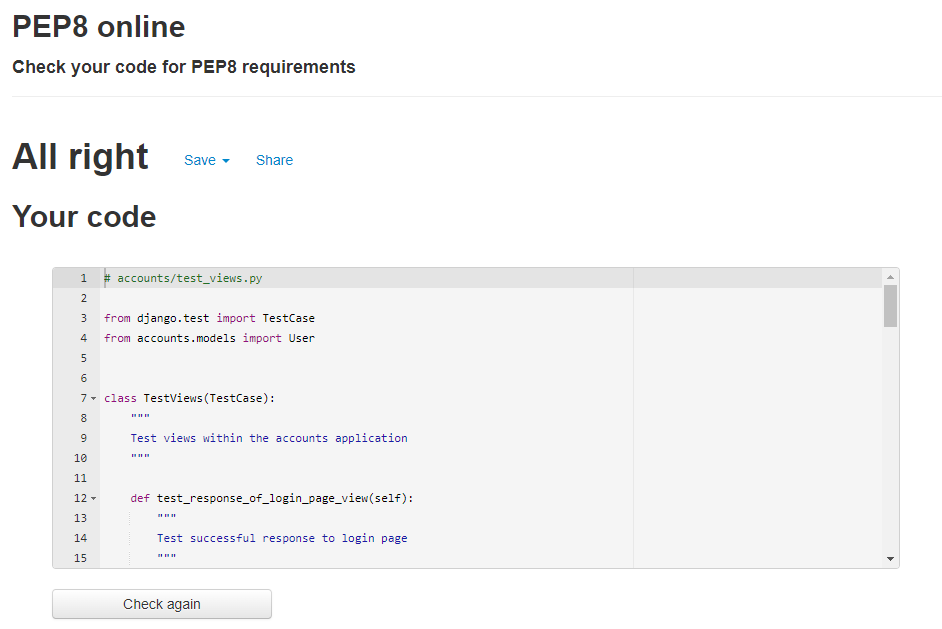 PEP8 online
Check your code for PEP8 requirements
All right Save Share
Your code
1 # accounts/test_views.py
2
3 from django.test import TestCase
4 from accounts.models import User
5
6
7 class TestViews(TestCase):
8 """
9 Test views within the accounts application
10 """
11
12 def test_response_of_login_page_view(self):
13 """
14 Test successful response to login page
15 """
Check again